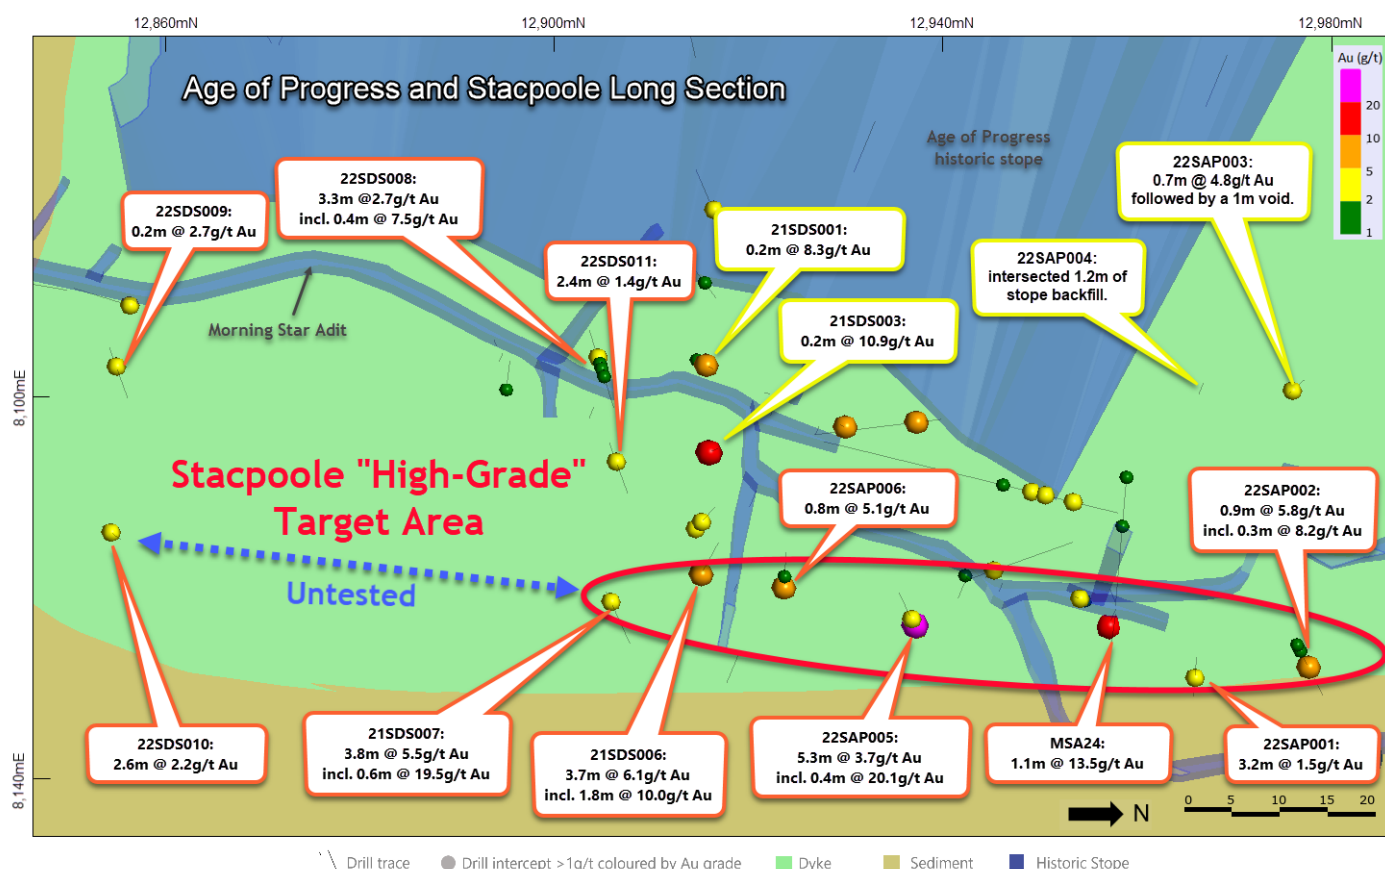 12,860mN
12,900mN
12,940mN
12,980mN
Age of Progress and Stacpoole Long Section
Au (g/t)
20
10
5
2
1
Age of Progress
historic stope
22SAP003:
0.7m @ 4.8g/t Au
followed by a 1m void.
22SDS008:
3.3m @2.7g/t Au
incl. 0.4m @ 7.5g/t Au
22SDS009:
0.2m @ 2.7g/t Au
21SDS001:
0.2m @ 8.3g/t Au
22SDS011:
2.4m @ 1.4g/t Au
22SAP004:
intersected 1.2m of
stope backfill.
Morning Star Adit
21SDS003:
0.2m @ 10.9g/t Au
8,100mE
Stacpoole "High-Grade"
Target Area
22SAP006:
0.8m @ 5.1g/t Au
22SAP002:
0.9m @ 5.8g/t Au
incl. 0.3m @ 8.2g/t Au
Untested
22SDS010:
2.6m @ 2.2g/t Au
21SDS007:
3.8m @ 5.5g/t Au
incl. 0.6m @ 19.5g/t Au
21SDS006:
3.7m @ 6.1g/t Au
incl. 1.8m @ 10.0g/t Au
22SAP005:
5.3m @ 3.7g/t Au
incl. 0.4m @ 20.1g/t Au
MSA24:
1.1m @ 13.5g/t Au
22SAP001:
3.2m @ 1.5g/t Au
8,140mE
N
0 5 10 15 20
Drill trace
Drill intercept >1g/t coloured by Au grade
Dyke
Sediment
Historic Stope